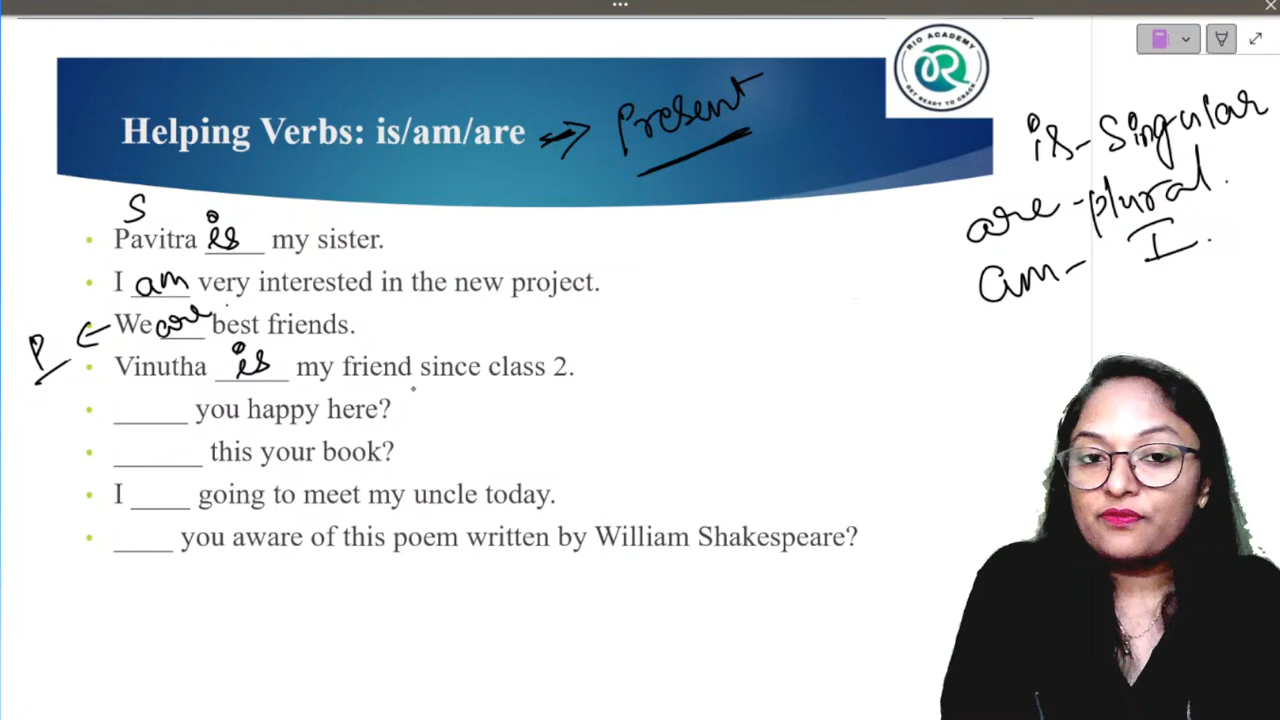 RIO ACADEMY
GET READY TO CRACK
Helping Verbs: is/am/are → Present
is - Singular
are - plural.
am - I.
S
Pavitra is my sister.
I am very interested in the new project.
We are best friends.
P
Vinutha is my friend since class 2.
_____ you happy here?
______ this your book?
I ____ going to meet my uncle today.
____ you aware of this poem written by William Shakespeare?